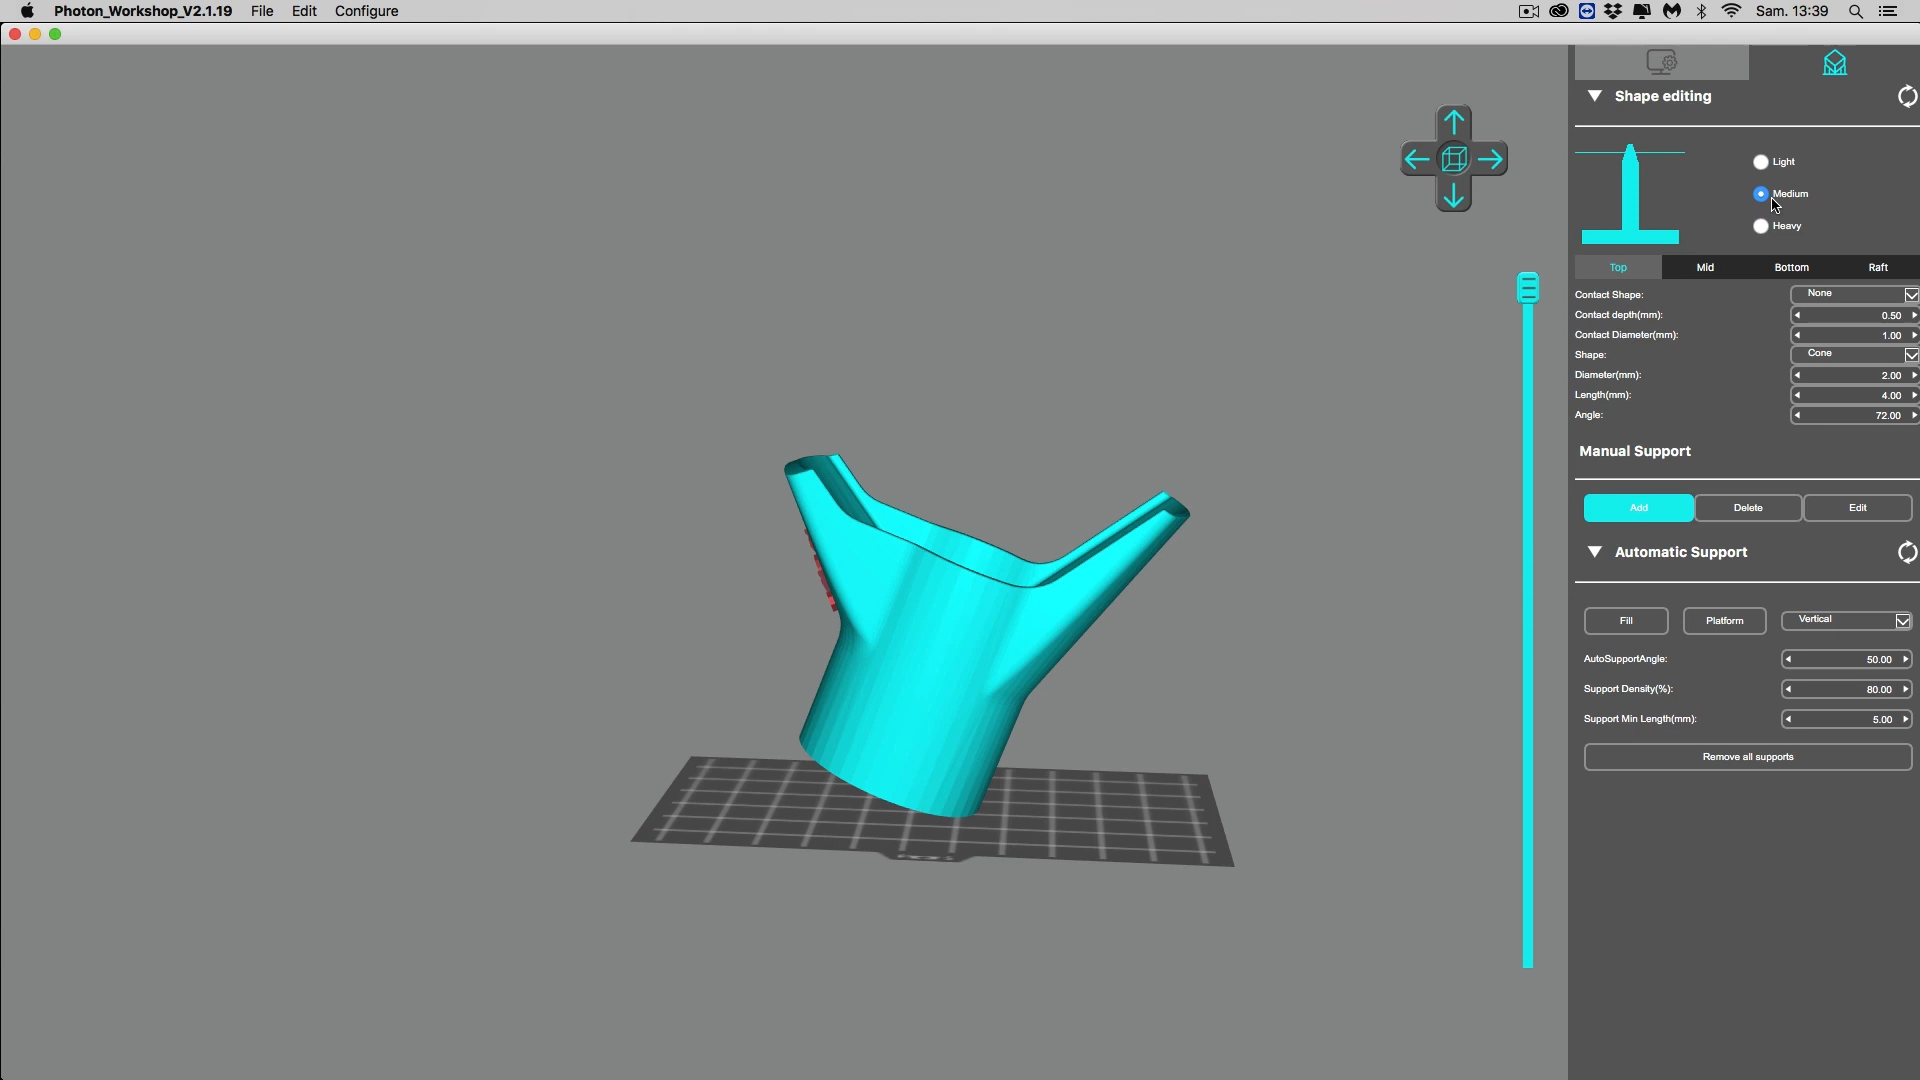 Photon_Workshop_V2.1.19 File Edit Configure Sam. 13:39
Shape editing
Light
Medium
Heavy
Top Mid Bottom Raft
Contact Shape: None
Contact depth(mm): 0.50
Contact Diameter(mm): 1.00
Shape: Cone
Diameter(mm): 2.00
Length(mm): 4.00
Angle: 72.00
Manual Support
Add Delete Edit
Automatic Support
Fill Platform Vertical
AutoSupportAngle: 50.00
Support Density(%): 80.00
Support Min Length(mm): 5.00
Remove all supports